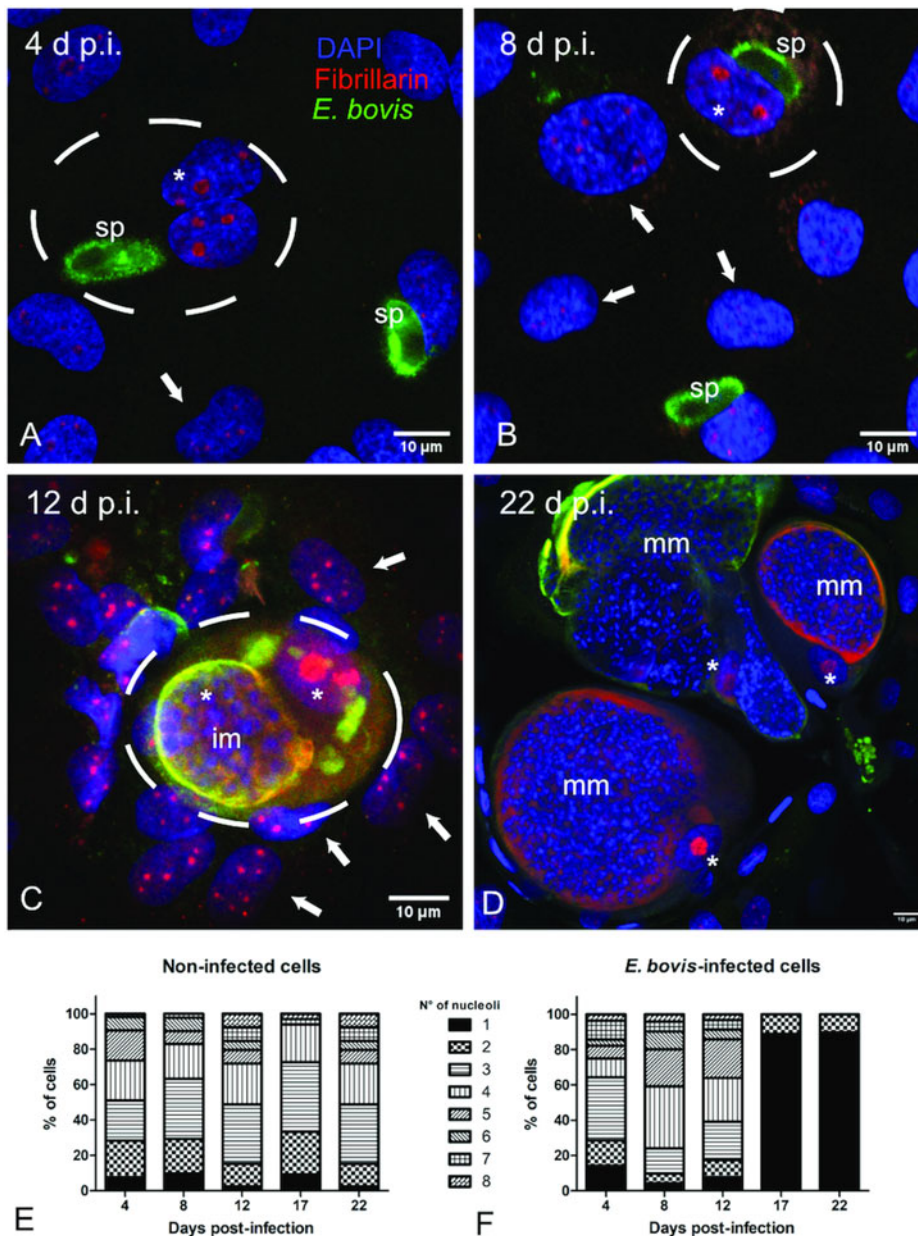 4 d p.i.
DAPI
Fibrillarin
E. bovis
*
sp
sp
A
10 µm
8 d p.i.
sp
*
sp
B
10 µm
12 d p.i.
*
*
im
C
10 µm
22 d p.i.
mm
mm
*
*
mm
*
D
10 µm
Non-infected cells
% of cells
100
80
60
40
20
0
4 8 12 17 22
Days post-infection
E
N° of nucleoli
1
2
3
4
5
6
7
8
E. bovis-infected cells
% of cells
100
80
60
40
20
0
4 8 12 17 22
Days post-infection
F